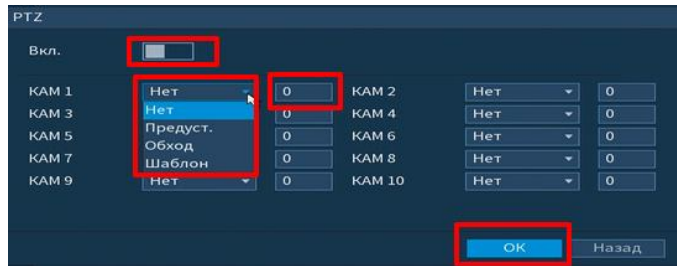 PTZ
Вкл.
КАМ 1 Нет 0 КАМ 2 Нет 0
КАМ 3 Нет 0 КАМ 4 Нет 0
Предуст.
КАМ 5 Обход 0 КАМ 6 Нет 0
КАМ 7 Шаблон 0 КАМ 8 Нет 0
КАМ 9 Нет 0 КАМ 10 Нет 0
OK Назад